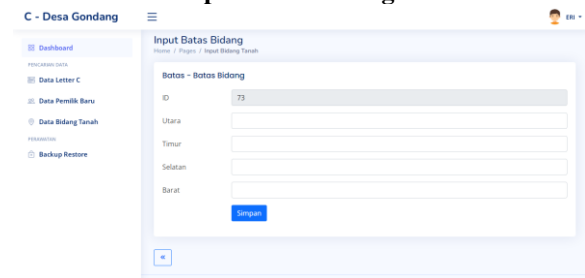 C - Desa Gondang
ERI
Dashboard
PENCARIAN DATA
Data Letter C
Data Pemilik Baru
Data Bidang Tanah
PERAWATAN
Backup Restore
Input Batas Bidang
Home / Pages / Input Bidang Tanah
Batas - Batas Bidang
ID
73
Utara
Timur
Selatan
Barat
Simpan
«